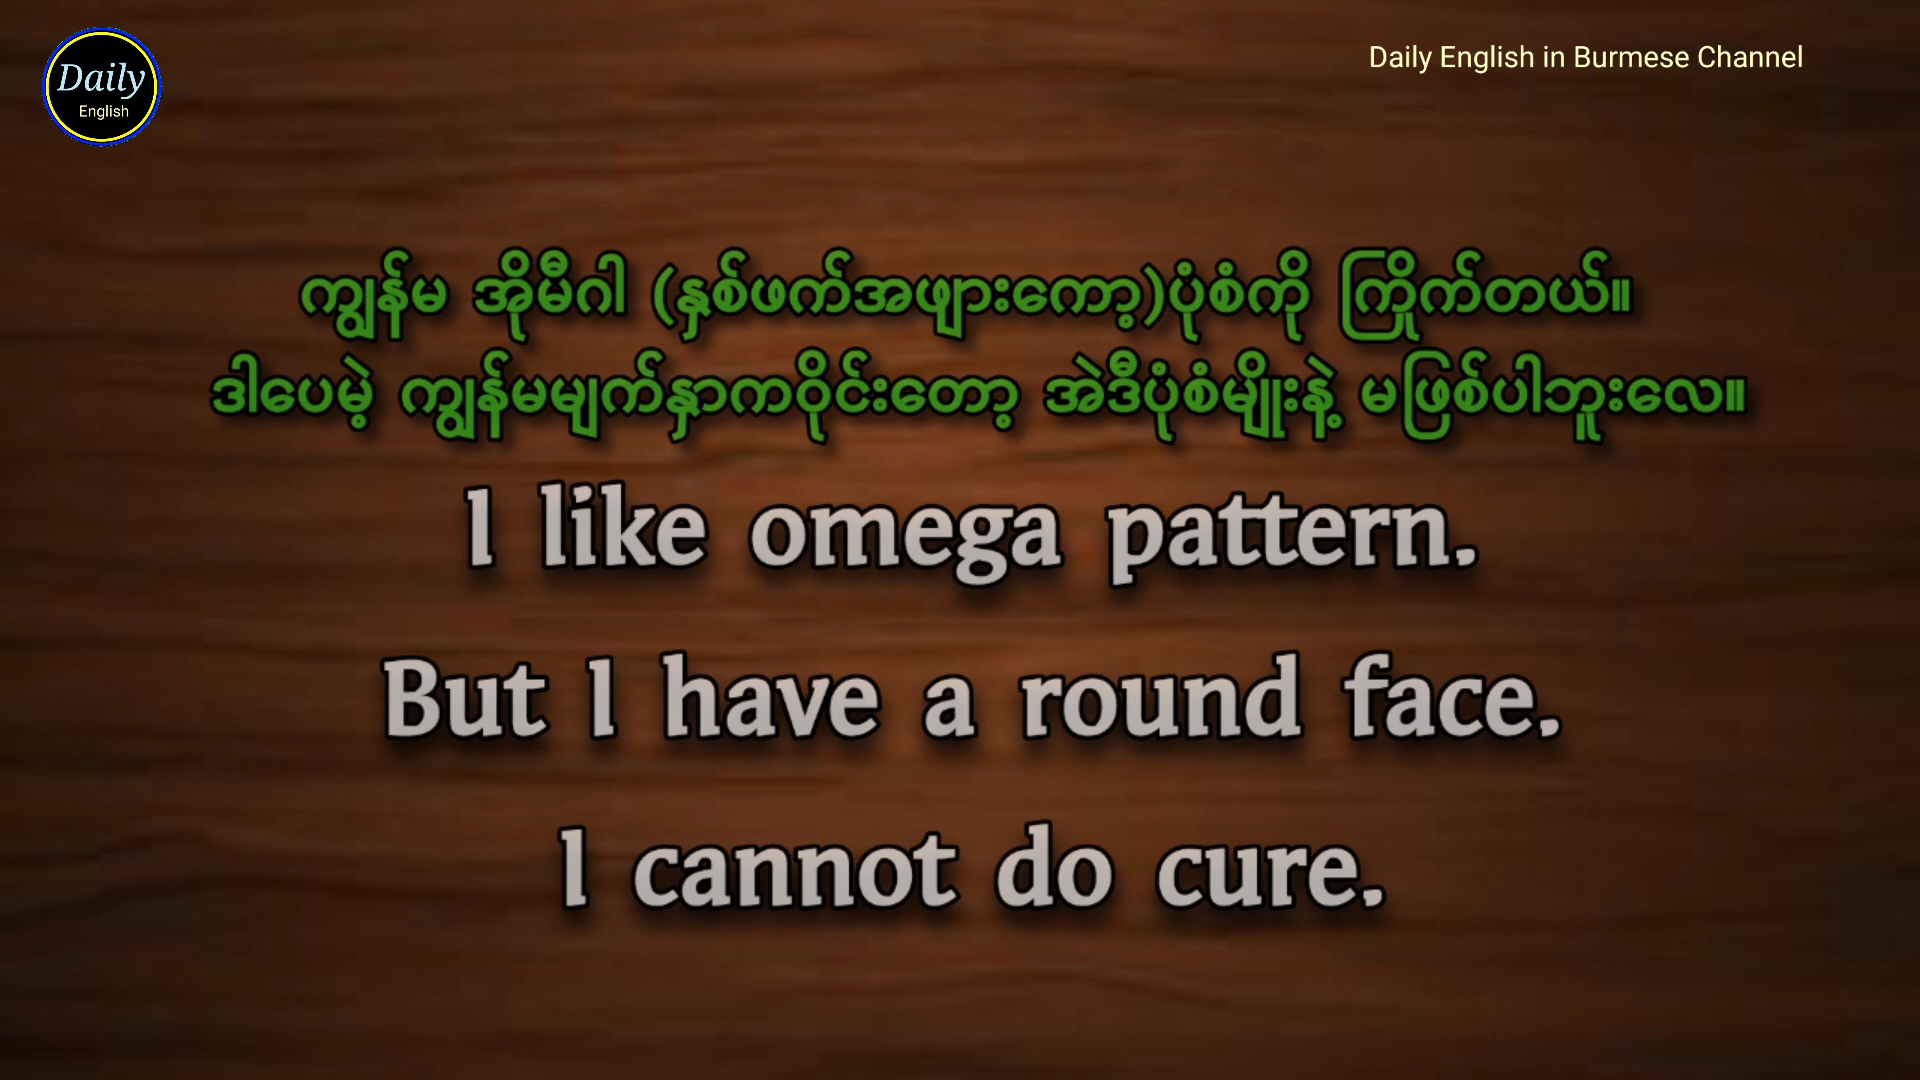 Daily
English
Daily English in Burmese Channel
ကျွန်မ အိုမီဂါ (နှစ်ဖက်အဖျားကော့)ပုံစံကို ကြိုက်တယ်။
ဒါပေမဲ့ ကျွန်မမျက်နှာကဝိုင်းတော့ အဲဒီပုံစံမျိုးနဲ့ မဖြစ်ပါဘူးလေ။
I like omega pattern.
But I have a round face.
I cannot do cure.